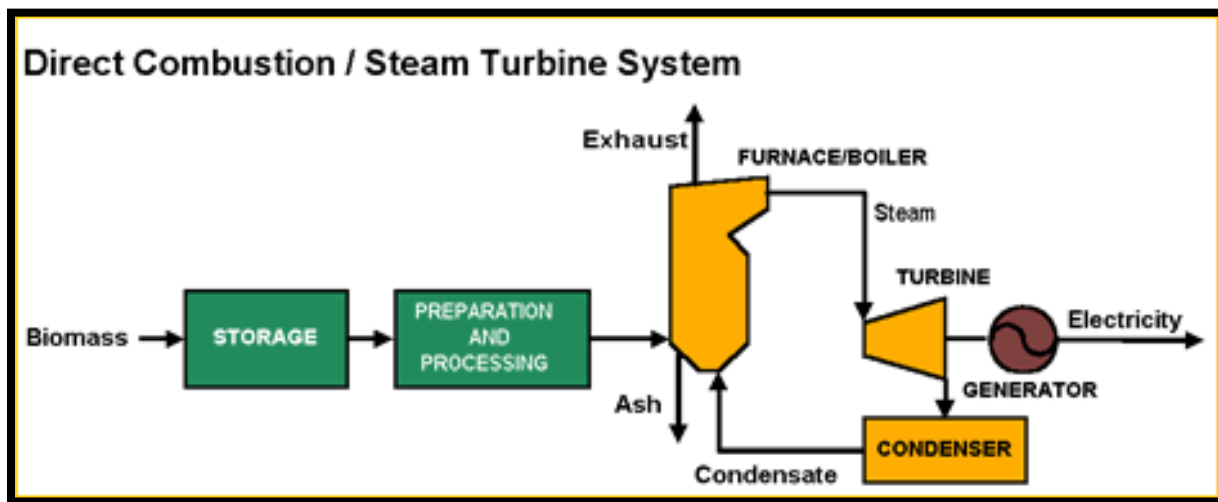 Direct Combustion / Steam Turbine System
Exhaust
FURNACE/BOILER
Steam
TURBINE
Biomass
STORAGE
PREPARATION
AND
PROCESSING
Electricity
GENERATOR
Ash
CONDENSER
Condensate